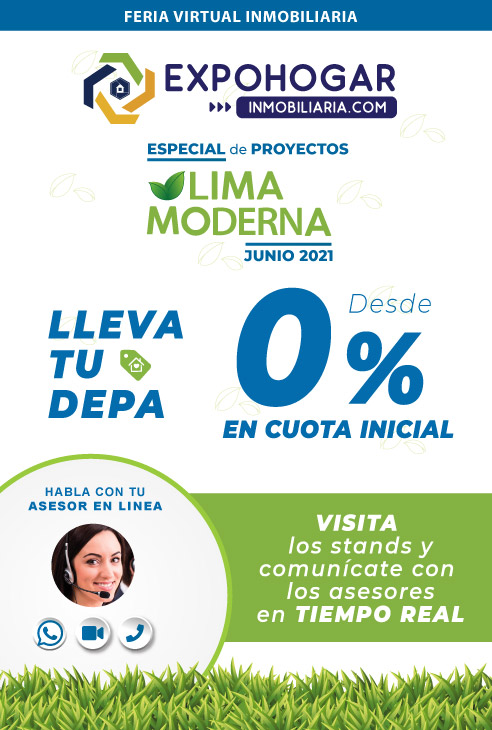 FERIA VIRTUAL INMOBILIARIA
EXPOHOGAR
INMOBILIARIA.COM
ESPECIAL de PROYECTOS
LIMA
MODERNA
JUNIO 2021
LLEVA
TU
DEPA
Desde
0%
EN CUOTA INICIAL
HABLA CON TU
ASESOR EN LINEA
VISITA
los stands y
comunícate con
los asesores
en TIEMPO REAL